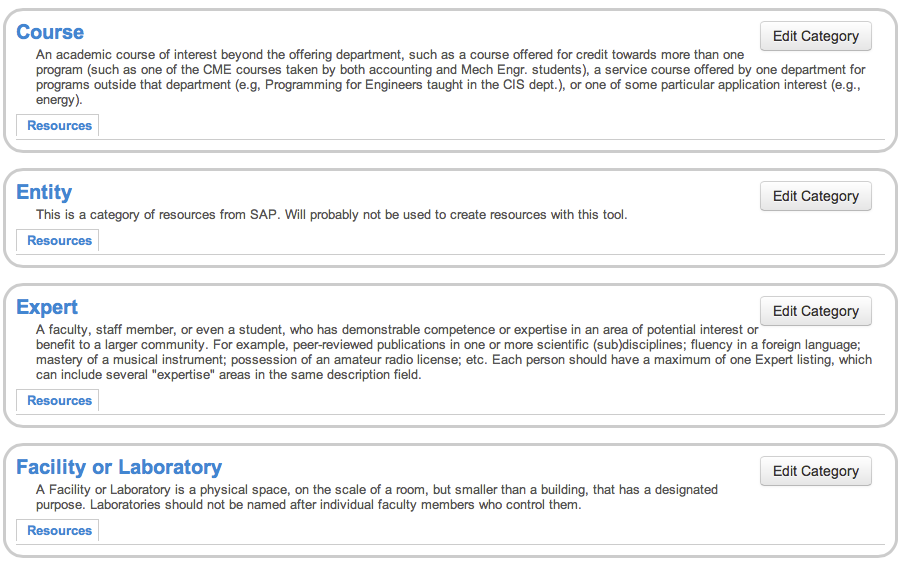 Course
Edit Category
An academic course of interest beyond the offering department, such as a course offered for credit towards more than one
program (such as one of the CME courses taken by both accounting and Mech Engr. students), a service course offered by one department for
programs outside that department (e.g, Programming for Engineers taught in the CIS dept.), or one of some particular application interest (e.g.,
energy).
Resources
Entity
Edit Category
This is a category of resources from SAP. Will probably not be used to create resources with this tool.
Resources
Expert
Edit Category
A faculty, staff member, or even a student, who has demonstrable competence or expertise in an area of potential interest or
benefit to a larger community. For example, peer-reviewed publications in one or more scientific (sub)disciplines; fluency in a foreign language;
mastery of a musical instrument; possession of an amateur radio license; etc. Each person should have a maximum of one Expert listing, which
can include several "expertise" areas in the same description field.
Resources
Facility or Laboratory
Edit Category
A Facility or Laboratory is a physical space, on the scale of a room, but smaller than a building, that has a designated
purpose. Laboratories should not be named after individual faculty members who control them.
Resources